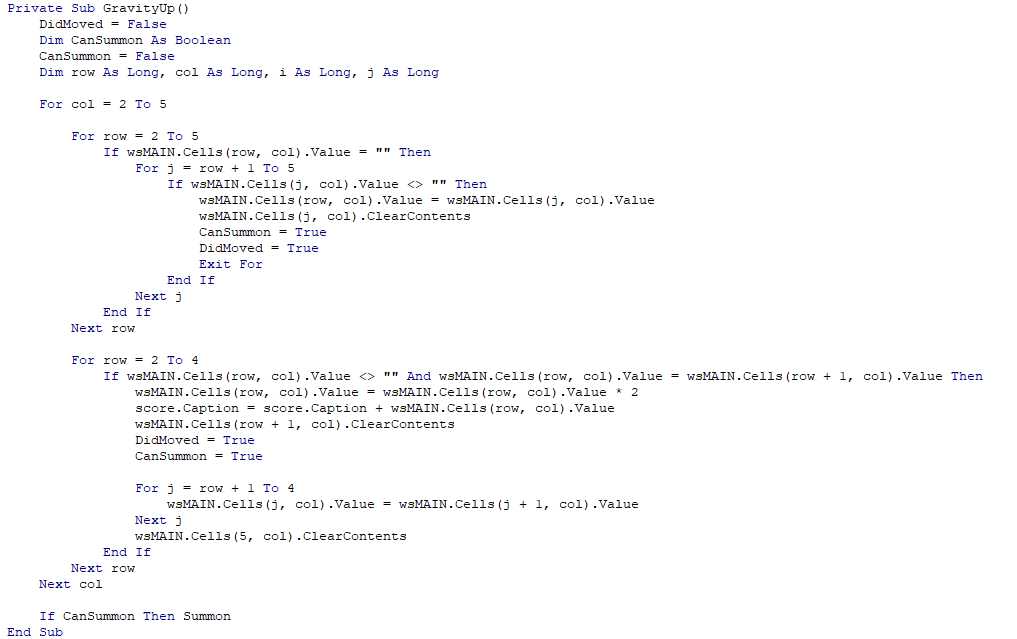 Private Sub GravityUp()
    DidMoved = False
    Dim CanSummon As Boolean
    CanSummon = False
    Dim row As Long, col As Long, i As Long, j As Long

    For col = 2 To 5

        For row = 2 To 5
            If wsMAIN.Cells(row, col).Value = "" Then
                For j = row + 1 To 5
                    If wsMAIN.Cells(j, col).Value <> "" Then
                        wsMAIN.Cells(row, col).Value = wsMAIN.Cells(j, col).Value
                        wsMAIN.Cells(j, col).ClearContents
                        CanSummon = True
                        DidMoved = True
                        Exit For
                    End If
                Next j
            End If
        Next row

        For row = 2 To 4
            If wsMAIN.Cells(row, col).Value <> "" And wsMAIN.Cells(row, col).Value = wsMAIN.Cells(row + 1, col).Value Then
                wsMAIN.Cells(row, col).Value = wsMAIN.Cells(row, col).Value * 2
                score.Caption = score.Caption + wsMAIN.Cells(row, col).Value
                wsMAIN.Cells(row + 1, col).ClearContents
                DidMoved = True
                CanSummon = True

                For j = row + 1 To 4
                    wsMAIN.Cells(j, col).Value = wsMAIN.Cells(j + 1, col).Value
                Next j
                wsMAIN.Cells(5, col).ClearContents
            End If
        Next row
    Next col

    If CanSummon Then Summon
End Sub